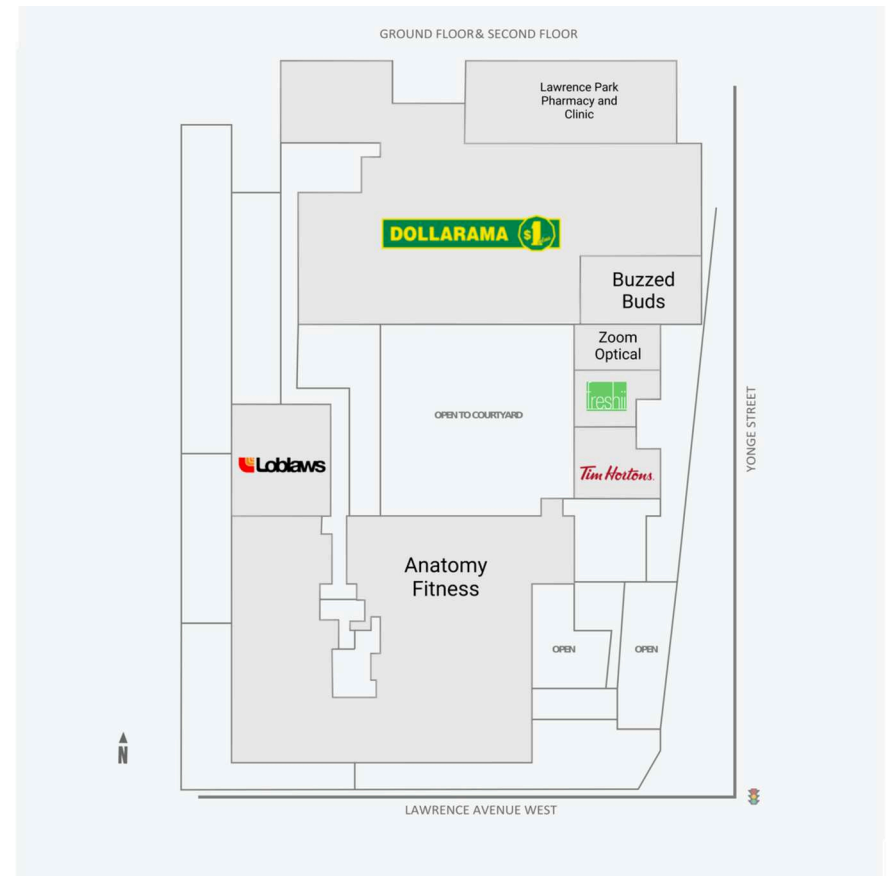 GROUND FLOOR& SECOND FLOOR
Lawrence Park
Pharmacy and
Clinic
DOLLARAMA $1
Buzzed
Buds
Zoom
Optical
freshii
OPEN TO COURTYARD
YONGE STREET
Loblaws
Tim Hortons.
Anatomy
Fitness
OPEN
OPEN
N
LAWRENCE AVENUE WEST